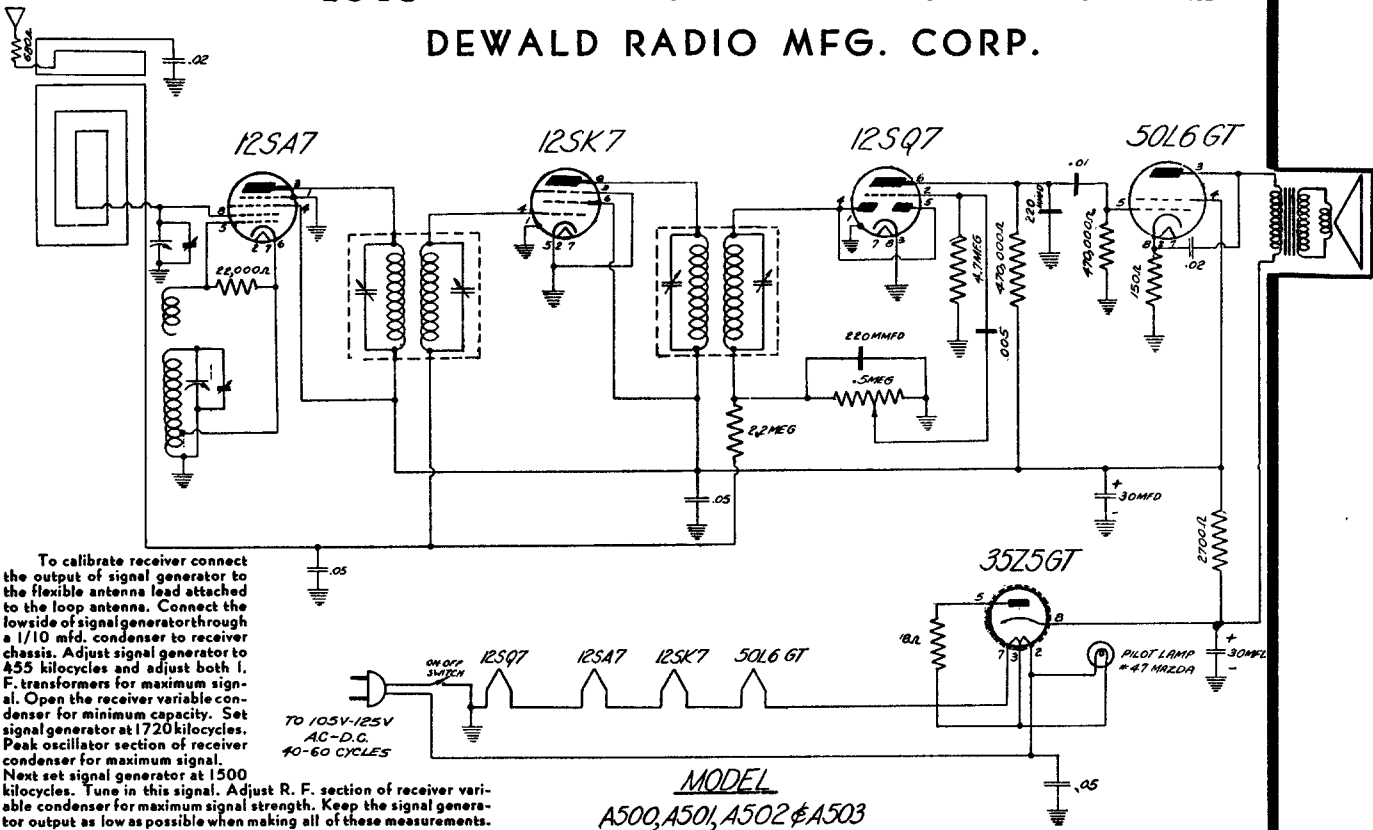 DEWALD RADIO MFG. CORP.
680Ω
.02
12SA7
12SK7
12SQ7
50L6 GT
22,000Ω
220MMFD
.5MEG
4.7MEG
470,000Ω
220 MMFD
.01
470,000Ω
150Ω
.02
.005
2.2MEG
.05
+
30MFD
-
2700Ω
.05
35Z5GT
5
8
7
3
2
18Ω
PILOT LAMP
#47 MAZDA
+
30MFD
-
ON OFF
SWITCH
12SQ7
12SA7
12SK7
50L6 GT
TO 105V-125V
A.C-D.C.
40-60 CYCLES
.05
MODEL
A500, A501, A502 & A503
To calibrate receiver connect
the output of signal generator to
the flexible antenna lead attached
to the loop antenna. Connect the
lowside of signal generator through
a 1/10 mfd. condenser to receiver
chassis. Adjust signal generator to
455 kilocycles and adjust both I.
F. transformers for maximum sign-
al. Open the receiver variable con-
denser for minimum capacity. Set
signal generator at 1720 kilocycles.
Peak oscillator section of receiver
condenser for maximum signal.
Next set signal generator at 1500
kilocycles. Tune in this signal. Adjust R. F. section of receiver vari-
able condenser for maximum signal strength. Keep the signal genera-
tor output as low as possible when making all of these measurements.